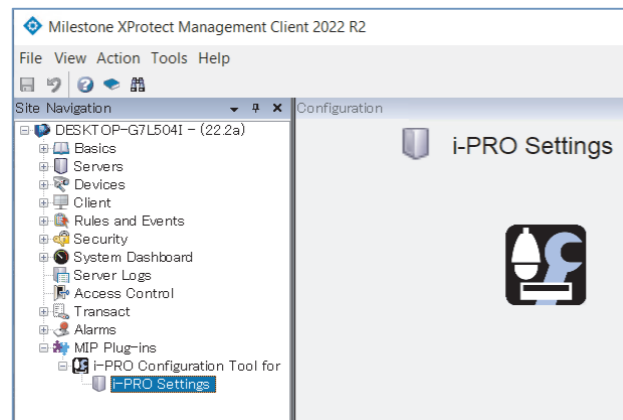 Milestone XProtect Management Client 2022 R2
File View Action Tools Help
Site Navigation
Configuration
DESKTOP-G7L504I - (22.2a)
Basics
Servers
Devices
Client
Rules and Events
Security
System Dashboard
Server Logs
Access Control
Transact
Alarms
MIP Plug-ins
i-PRO Configuration Tool for
i-PRO Settings
i-PRO Settings